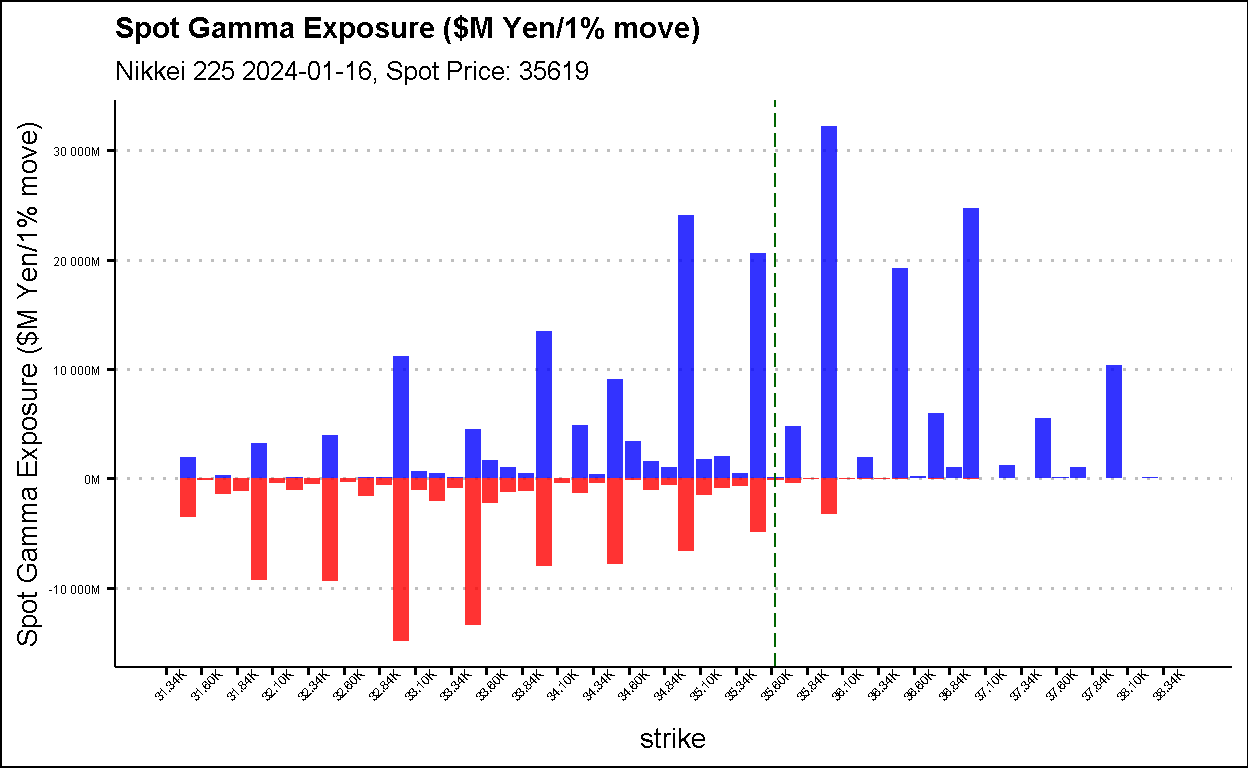 Spot Gamma Exposure ($M Yen/1% move)
Nikkei 225 2024-01-16, Spot Price: 35619
Spot Gamma Exposure ($M Yen/1% move)
30 000M
20 000M
10 000M
0M
-10 000M
31.34K
31.60K
31.84K
32.10K
32.34K
32.60K
32.84K
33.10K
33.34K
33.60K
33.84K
34.10K
34.34K
34.60K
34.84K
35.10K
35.34K
35.60K
35.84K
36.10K
36.34K
36.60K
36.84K
37.10K
37.34K
37.60K
37.84K
38.10K
38.34K
strike